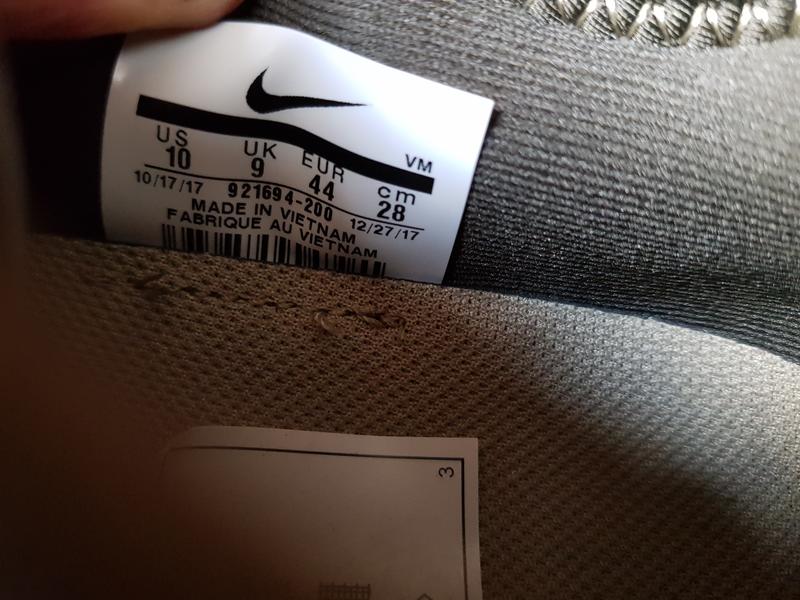 VM
US UK EUR cm
10 9 44 28
10/17/17 921694-200 12/27/17
MADE IN VIETNAM
FABRIQUE AU VIETNAM
3